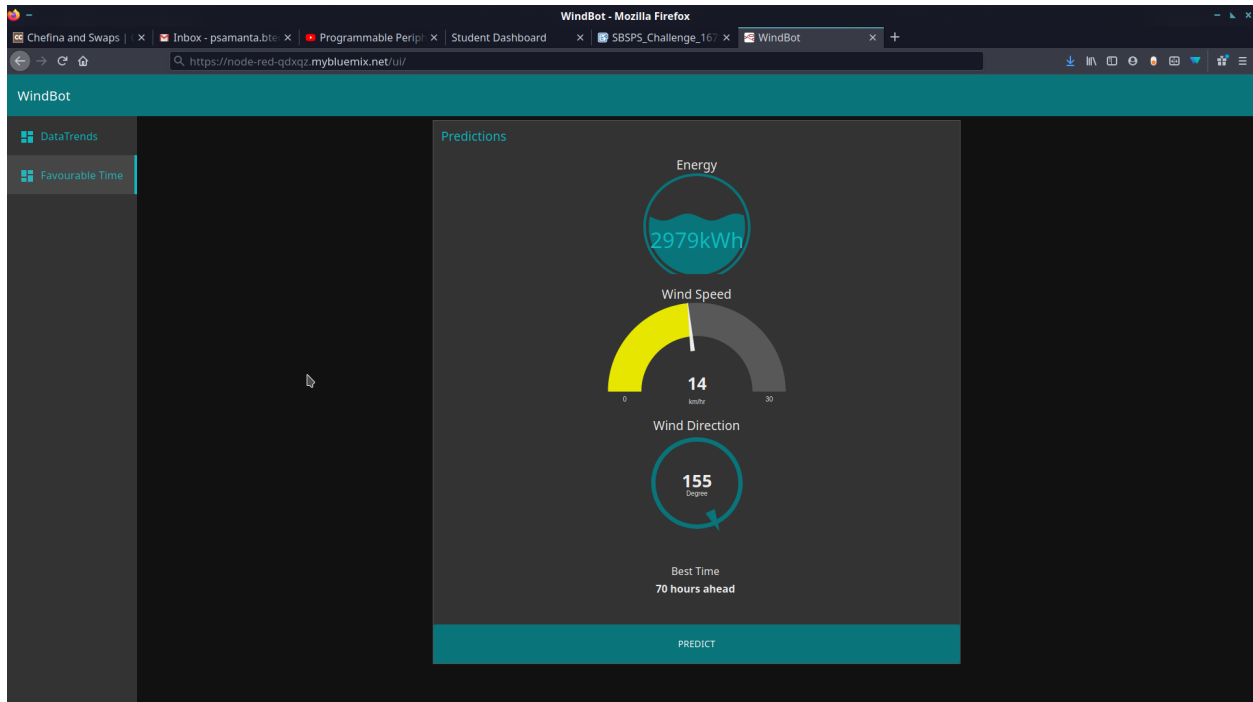 WindBot - Mozilla Firefox
Chefina and Swaps |
Inbox - psamanta.bte
Programmable Periph
Student Dashboard
SBSPS_Challenge_167
WindBot
https://node-red-qdxqz.mybluemix.net/ui/
WindBot
DataTrends
Favourable Time
Predictions
Energy
2979kWh
Wind Speed
14
km/hr
0 30
Wind Direction
155
Degree
Best Time
70 hours ahead
PREDICT